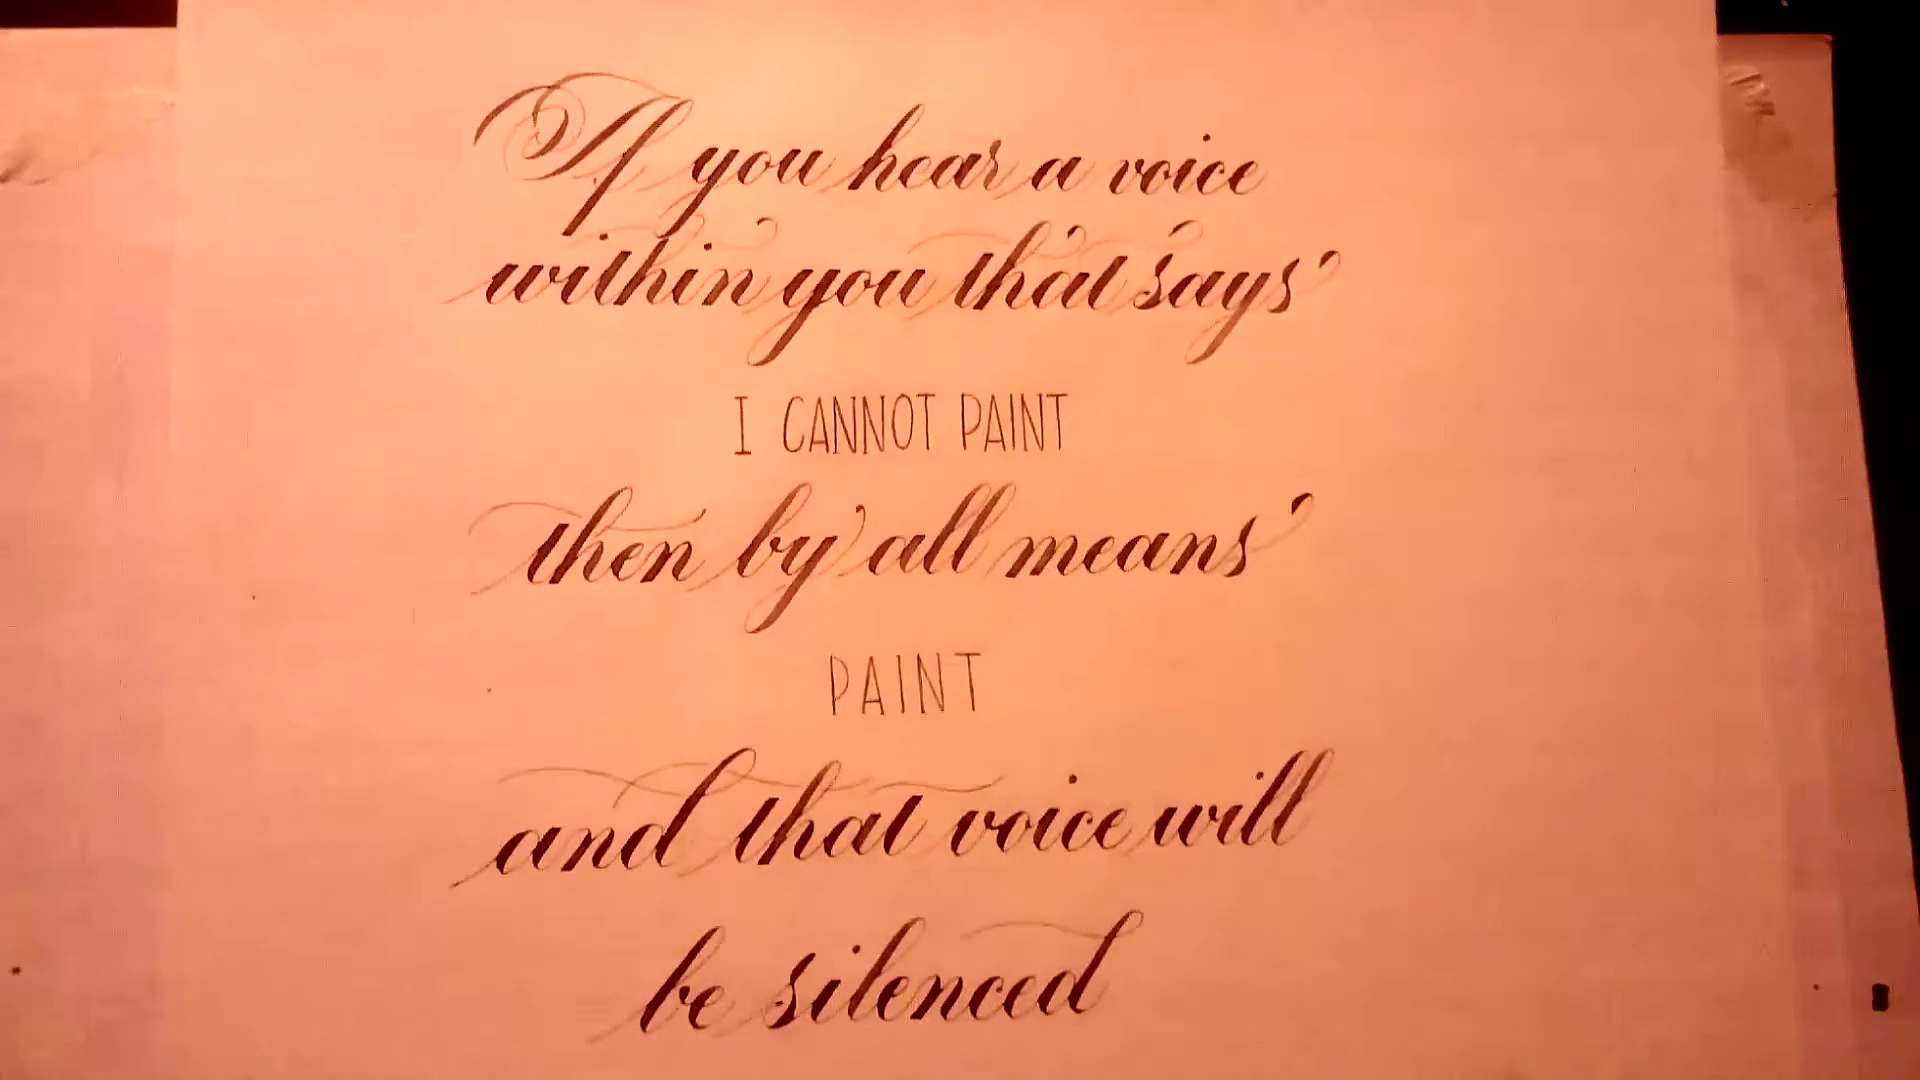 If you hear a voice
within you that says
I CANNOT PAINT
then by all means
PAINT
and that voice will
be silenced